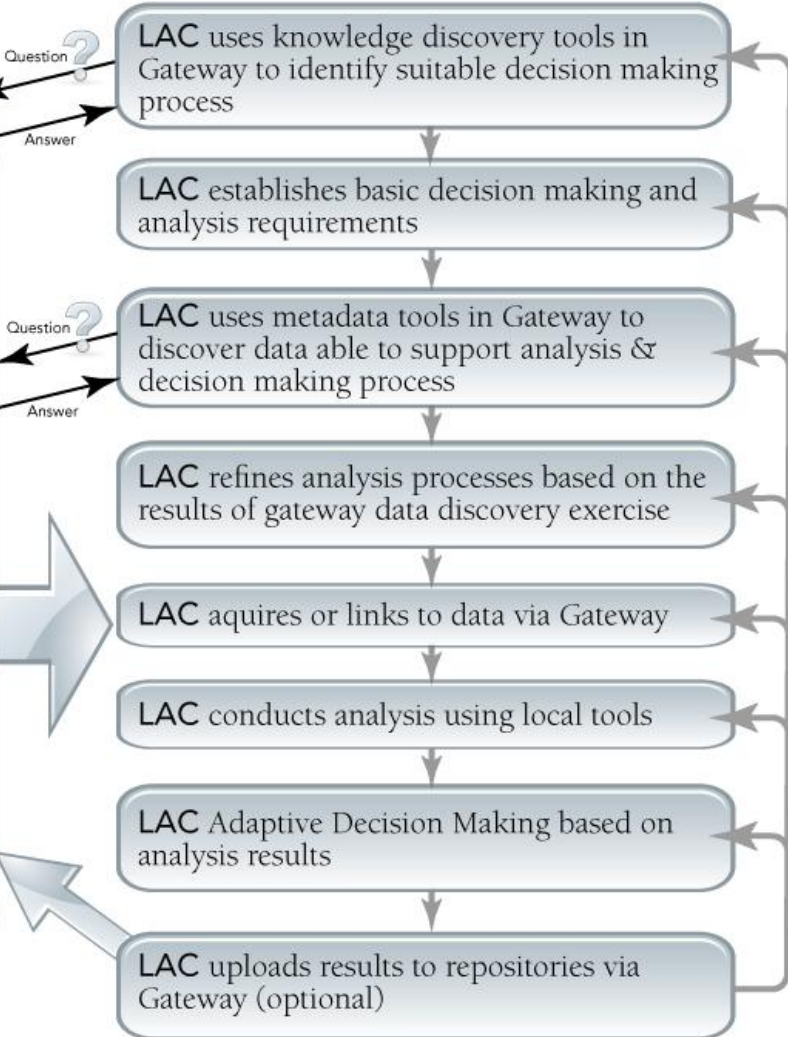 Question
?
Answer
LAC uses knowledge discovery tools in
Gateway to identify suitable decision making
process
LAC establishes basic decision making and
analysis requirements
Question
?
Answer
LAC uses metadata tools in Gateway to
discover data able to support analysis &
decision making process
LAC refines analysis processes based on the
results of gateway data discovery exercise
LAC aquires or links to data via Gateway
LAC conducts analysis using local tools
LAC Adaptive Decision Making based on
analysis results
LAC uploads results to repositories via
Gateway (optional)